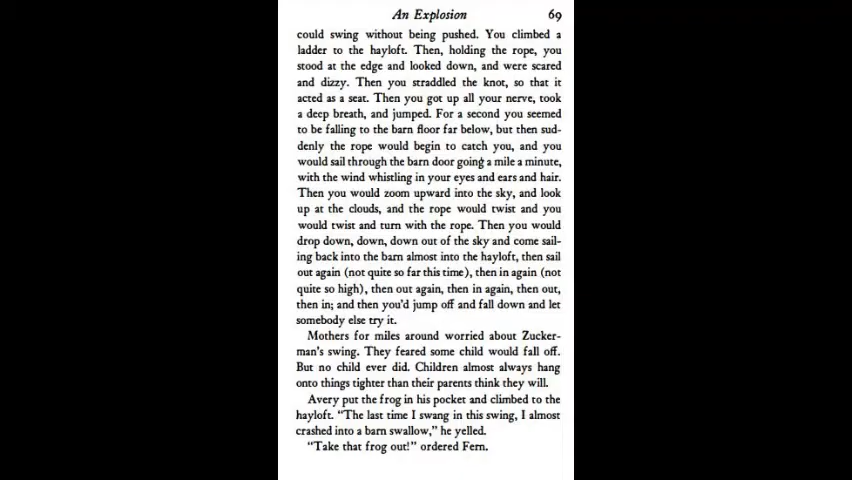 An Explosion 69
could swing without being pushed. You climbed a
ladder to the hayloft. Then, holding the rope, you
stood at the edge and looked down, and were scared
and dizzy. Then you straddled the knot, so that it
acted as a seat. Then you got up all your nerve, took
a deep breath, and jumped. For a second you seemed
to be falling to the barn floor far below, but then sud-
denly the rope would begin to catch you, and you
would sail through the barn door going a mile a minute,
with the wind whistling in your eyes and ears and hair.
Then you would zoom upward into the sky, and look
up at the clouds, and the rope would twist and you
would twist and turn with the rope. Then you would
drop down, down, down out of the sky and come sail-
ing back into the barn almost into the hayloft, then sail
out again (not quite so far this time), then in again (not
quite so high), then out again, then in again, then out,
then in; and then you'd jump off and fall down and let
somebody else try it.
Mothers for miles around worried about Zucker-
man's swing. They feared some child would fall off.
But no child ever did. Children almost always hang
onto things tighter than their parents think they will.
Avery put the frog in his pocket and climbed to the
hayloft. "The last time I swang in this swing, I almost
crashed into a barn swallow," he yelled.
"Take that frog out!" ordered Fern.